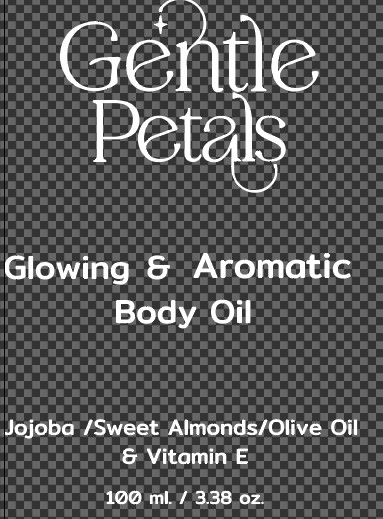 Gentle
Petals
Glowing & Aromatic
Body Oil
Jojoba /Sweet Almonds/Olive Oil
& Vitamin E
100 ml. / 3.38 oz.